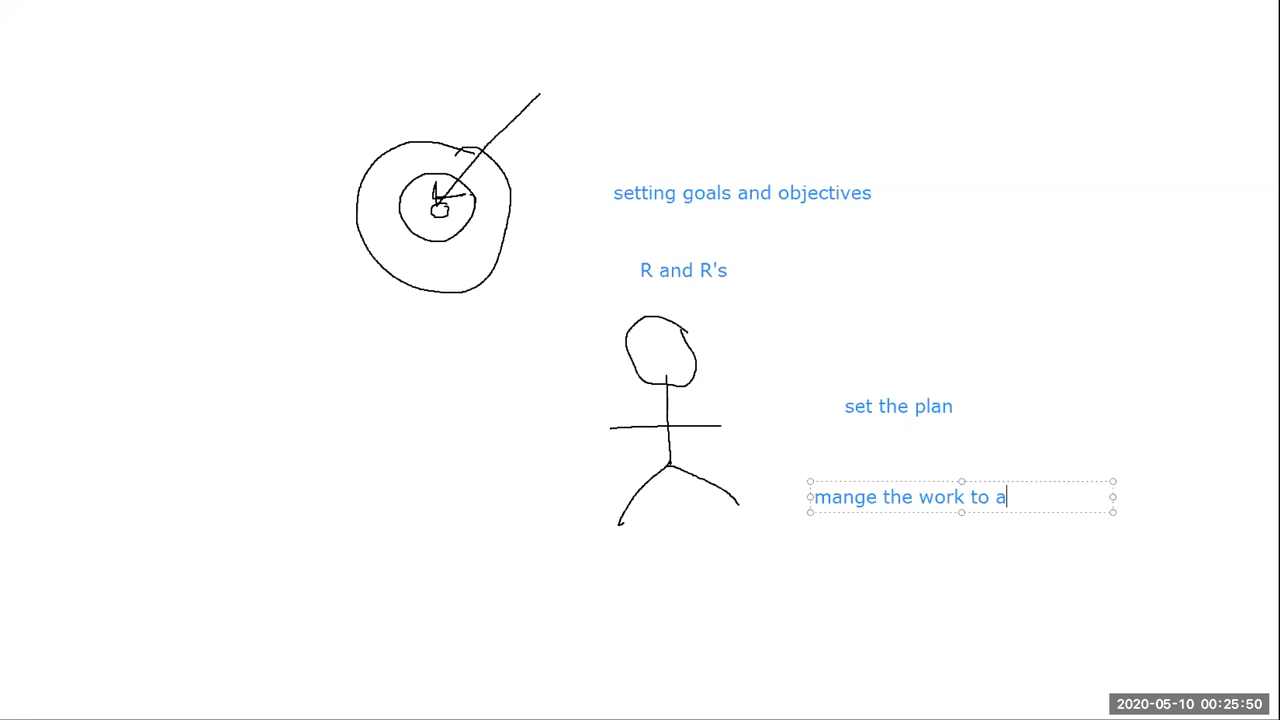 setting goals and objectives
R and R's
set the plan
mange the work to a
2020-05-10 00:25:50